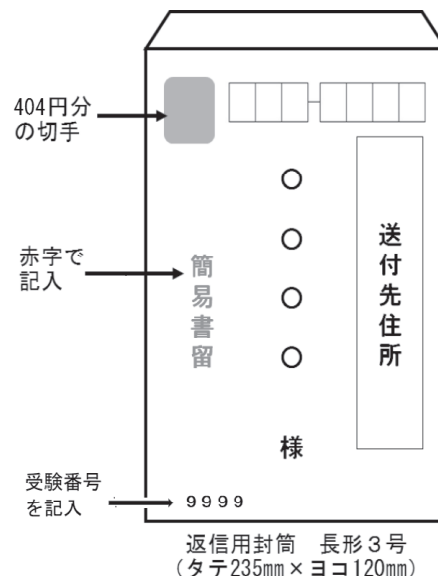 404円分
の切手
赤字で
記入
簡易書留
○○○○様
送付先住所
受験番号
を記入
9999
返信用封筒　長形３号
（タテ235mm×ヨコ120mm）